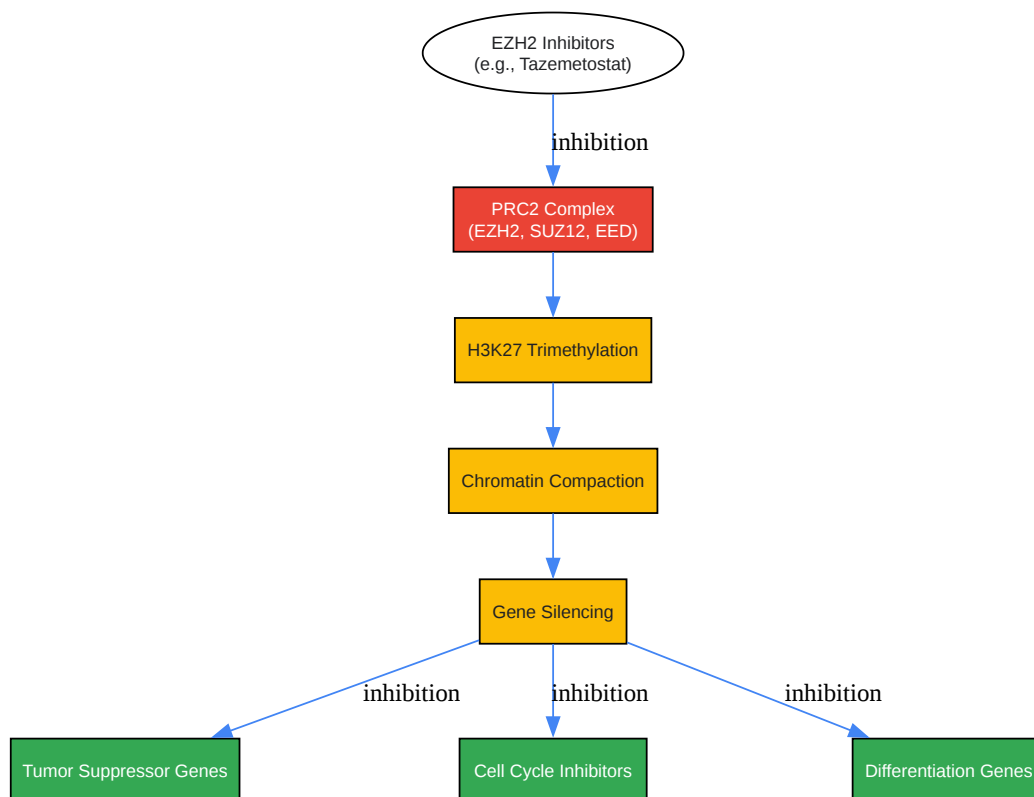 EZH2 Inhibitors
(e.g., Tazemetostat)
inhibition
PRC2 Complex
(EZH2, SUZ12, EED)
H3K27 Trimethylation
Chromatin Compaction
Gene Silencing
inhibition
inhibition
inhibition
Tumor Suppressor Genes
Cell Cycle Inhibitors
Differentiation Genes